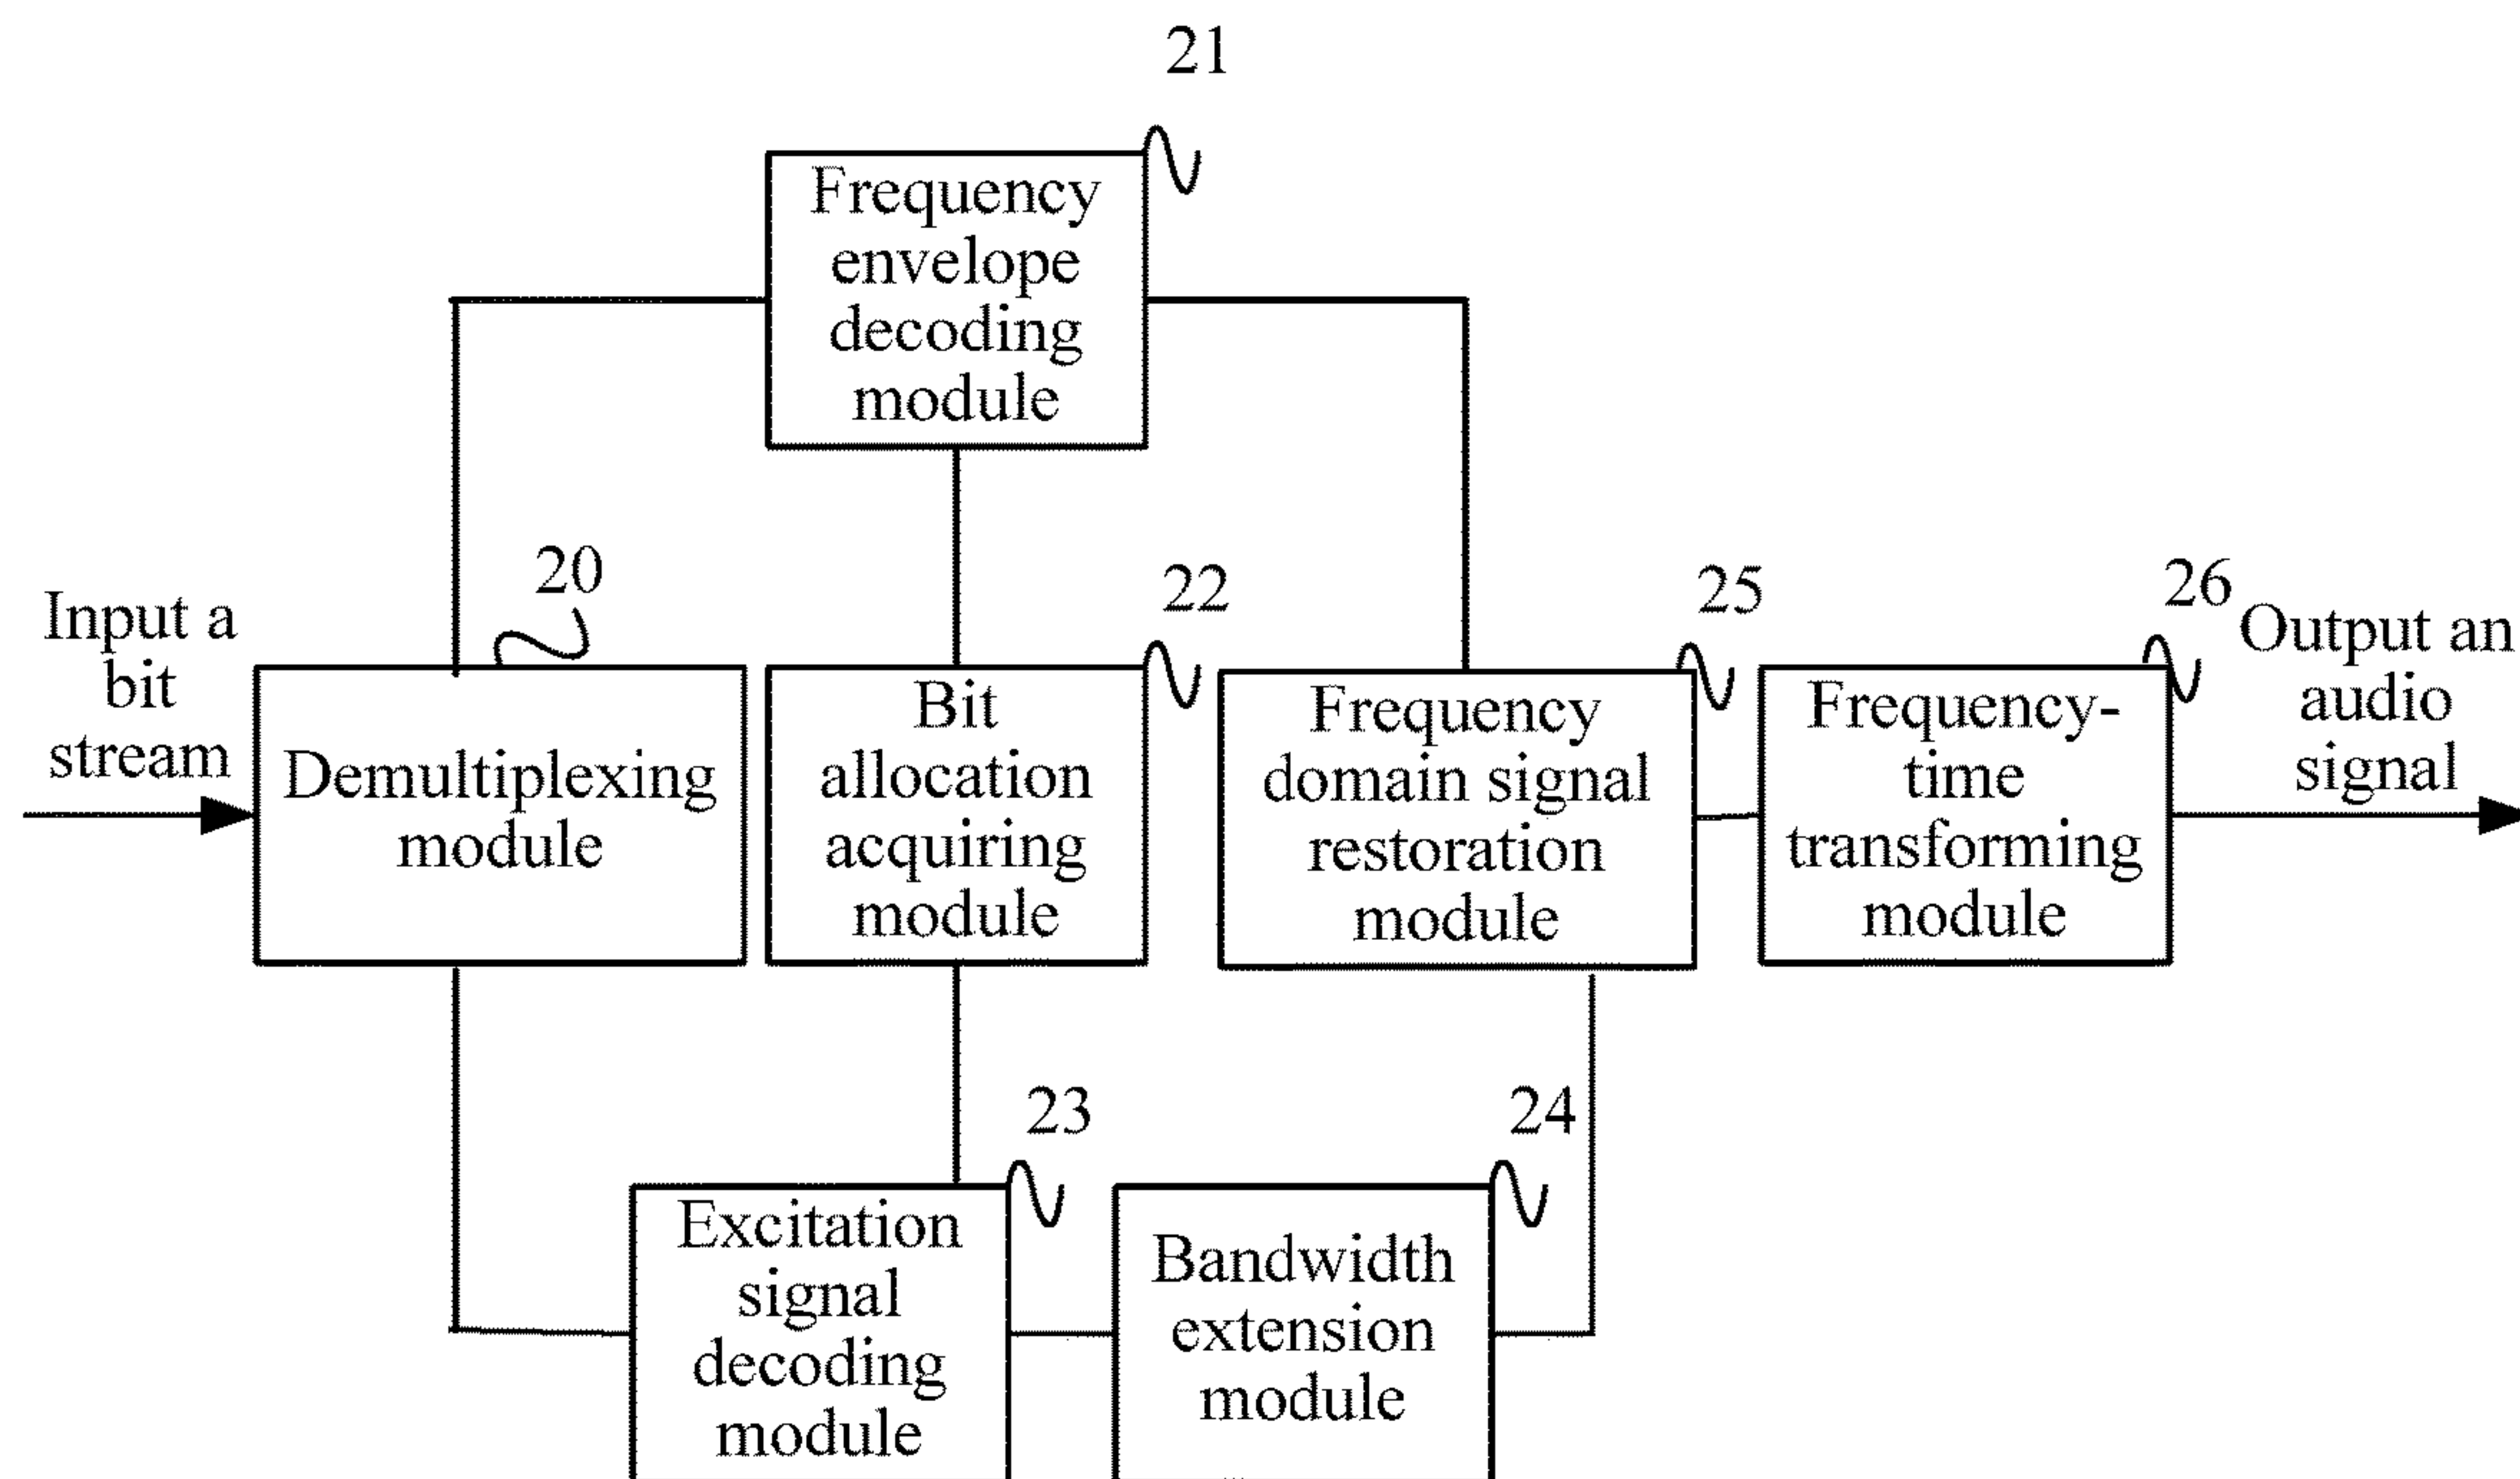 21
Frequency
envelope
decoding
module
20
22
25
26
Input a
bit
stream
Output an
audio
signal
Demultiplexing
module
Bit
allocation
acquiring
module
Frequency
domain signal
restoration
module
Frequency-
time
transforming
module
23
24
Excitation
signal
decoding
module
Bandwidth
extension
module